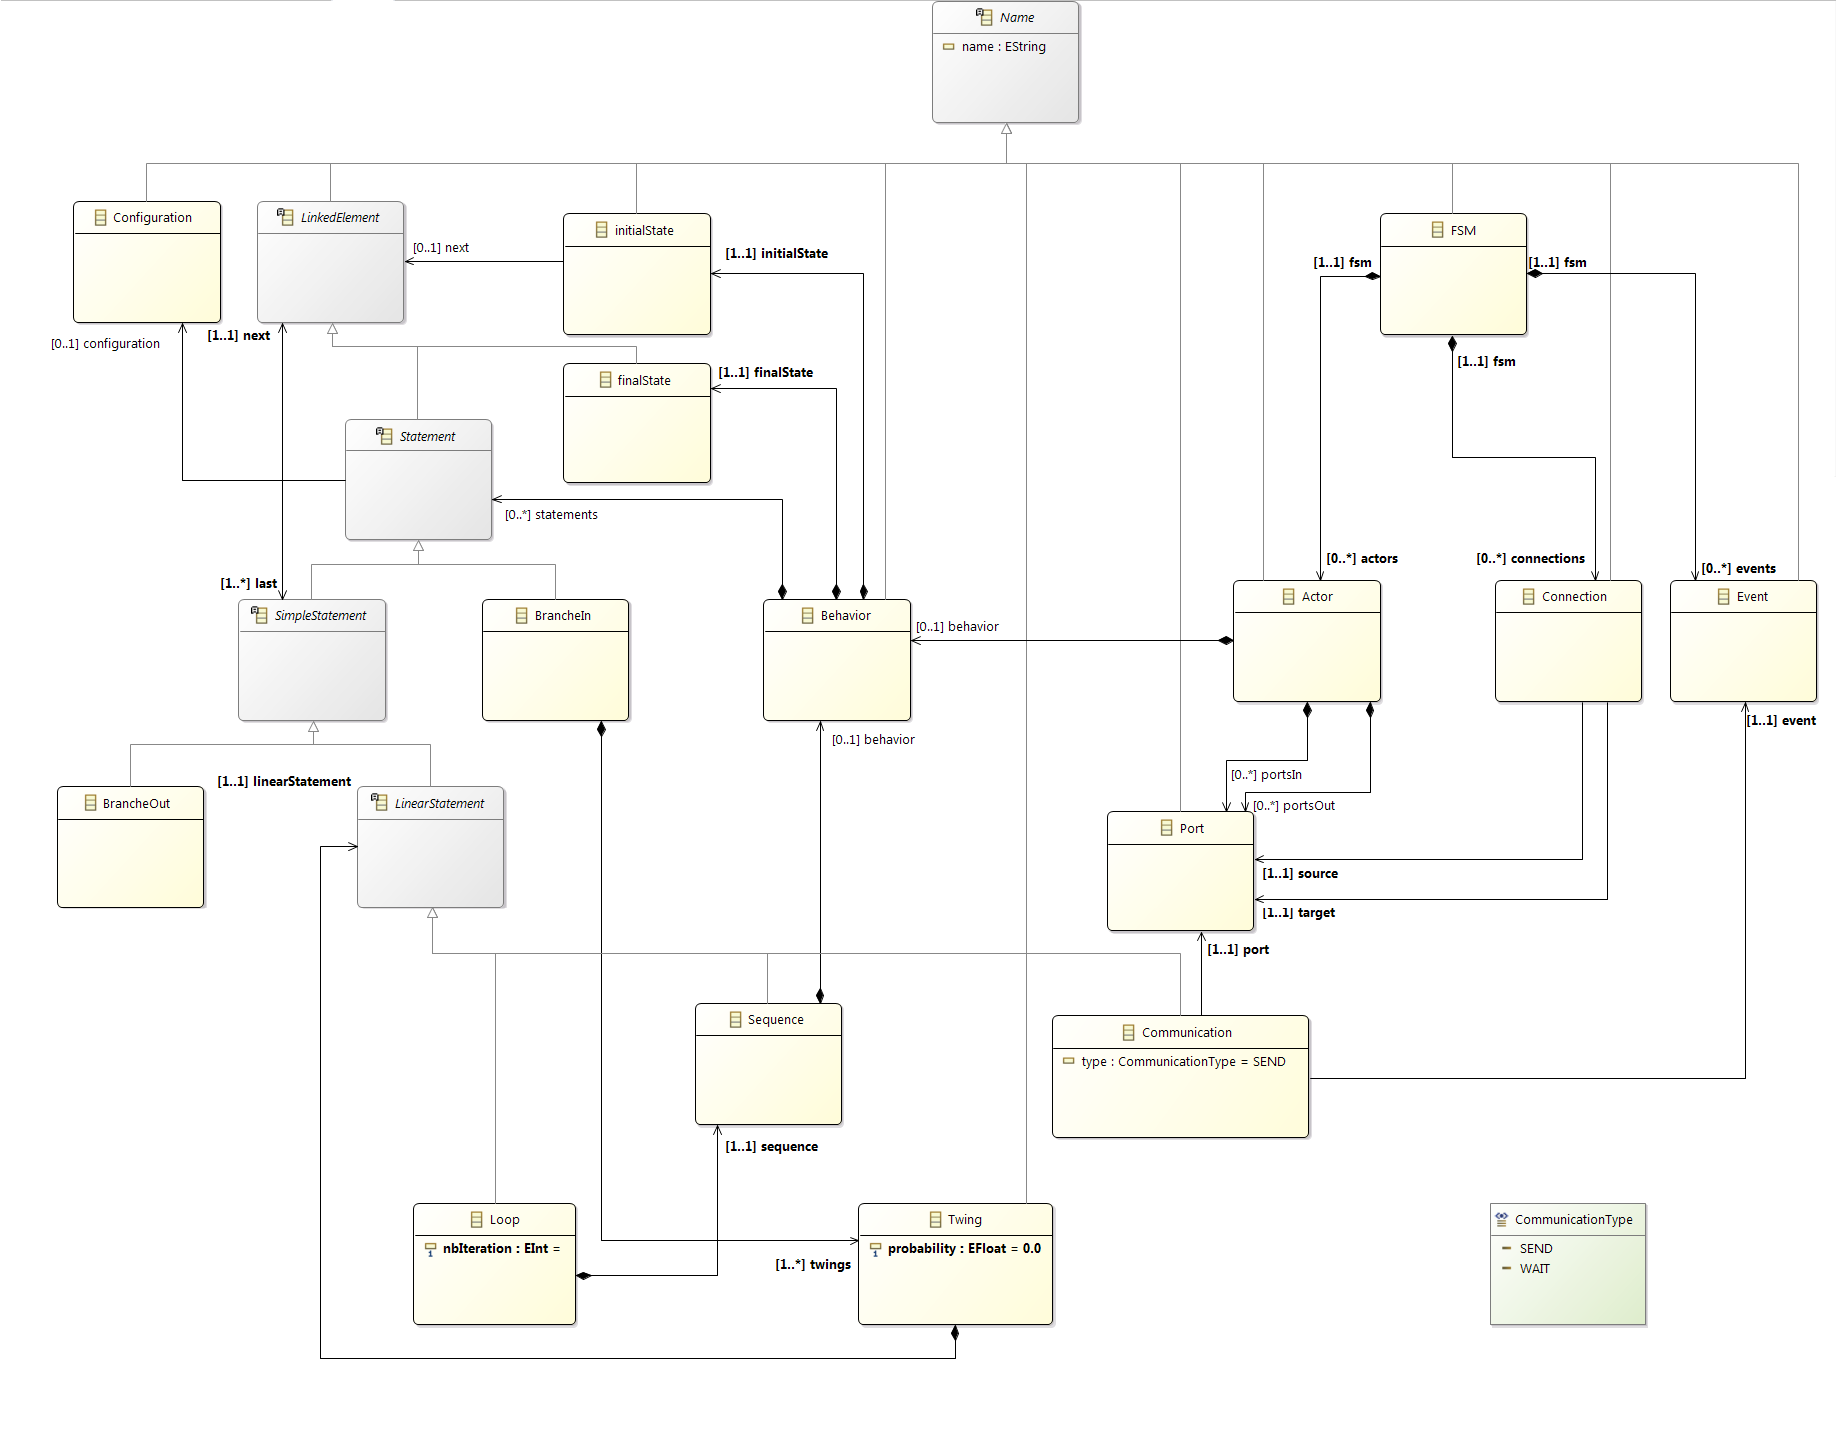 Name
name : EString
Configuration
LinkedElement
initialState
FSM
[0..1] next
[1..1] initialState
[1..1] fsm
[1..1] fsm
[0..1] configuration
[1..1] next
[1..1] fsm
finalState
[1..1] finalState
Statement
[0..*] statements
[0..*] actors
[0..*] connections
[0..*] events
[1..*] last
SimpleStatement
BrancheIn
Behavior
Actor
Connection
Event
[0..1] behavior
[1..1] event
[0..1] behavior
[0..*] portsIn
[1..1] linearStatement
[0..*] portsOut
BrancheOut
LinearStatement
Port
[1..1] source
[1..1] target
[1..1] port
Sequence
Communication
type : CommunicationType = SEND
[1..1] sequence
Loop
Twing
CommunicationType
nbIteration : EInt =
probability : EFloat = 0.0
SEND
[1..*] twings
WAIT